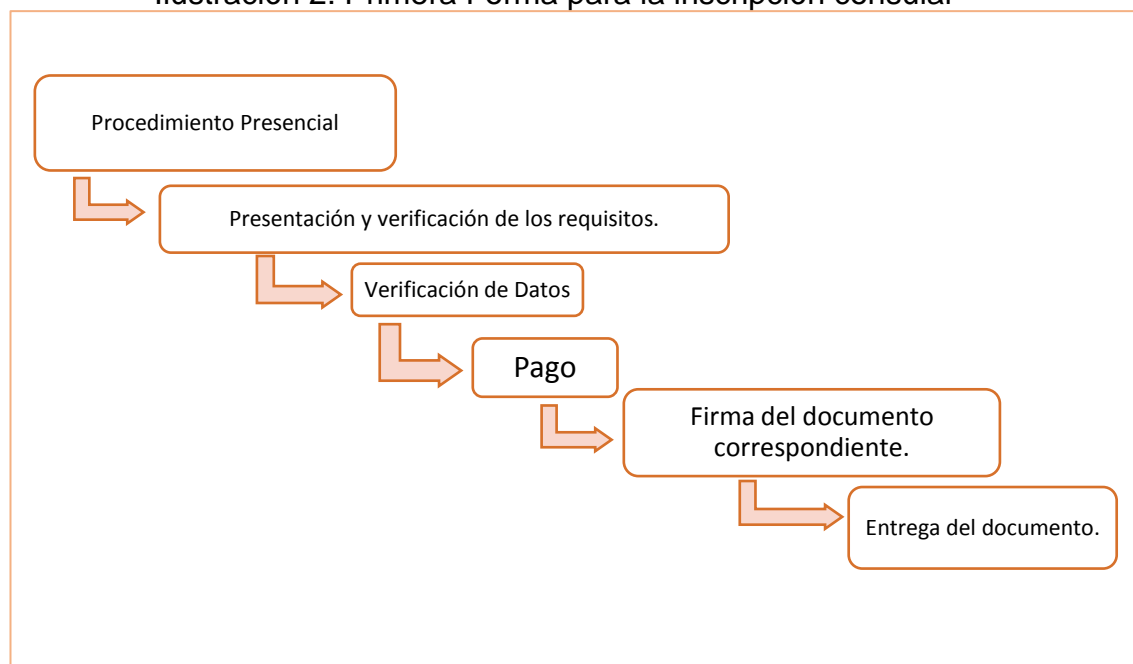 Ilustración 2. Primera Forma para la inscripción consular
Procedimiento Presencial
Presentación y verificación de los requisitos.
Verificación de Datos
Pago
Firma del documento
correspondiente.
Entrega del documento.